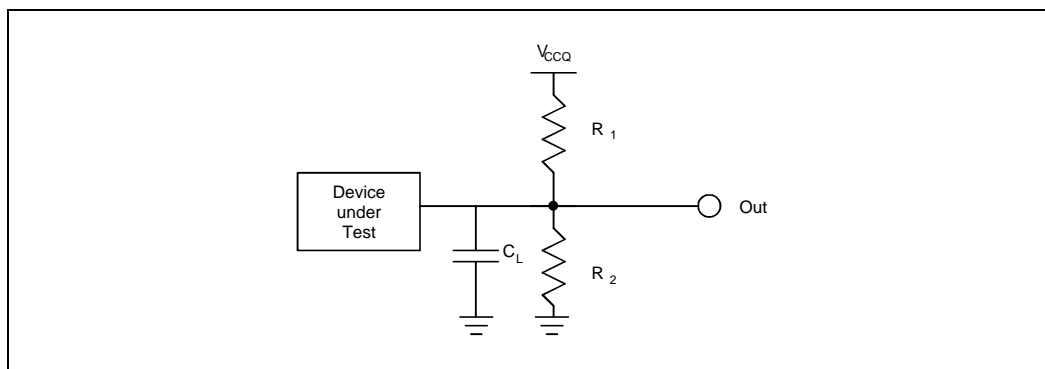 VCCQ
R 1
Device
under
Test
Out
CL
R 2